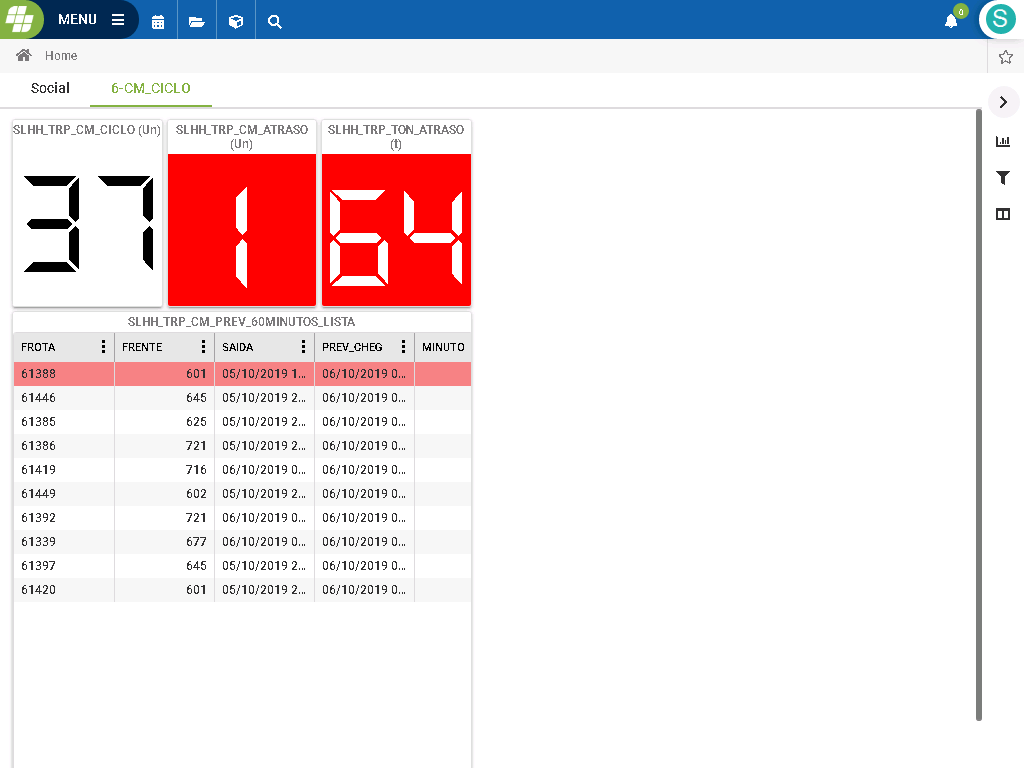 MENU
0
S
Home
Social 6-CM_CICLO
SLHH_TRP_CM_CICLO (Un) SLHH_TRP_CM_ATRASO (Un) SLHH_TRP_TON_ATRASO (t)
37 1 64
SLHH_TRP_CM_PREV_60MINUTOS_LISTA
FROTA FRENTE SAIDA PREV_CHEG MINUTO
61388 601 05/10/2019 1... 06/10/2019 0...
61446 645 05/10/2019 2... 06/10/2019 0...
61385 625 05/10/2019 2... 06/10/2019 0...
61386 721 05/10/2019 2... 06/10/2019 0...
61419 716 06/10/2019 0... 06/10/2019 0...
61449 602 05/10/2019 2... 06/10/2019 0...
61392 721 06/10/2019 0... 06/10/2019 0...
61339 677 06/10/2019 0... 06/10/2019 0...
61397 645 05/10/2019 2... 06/10/2019 0...
61420 601 05/10/2019 2... 06/10/2019 0...